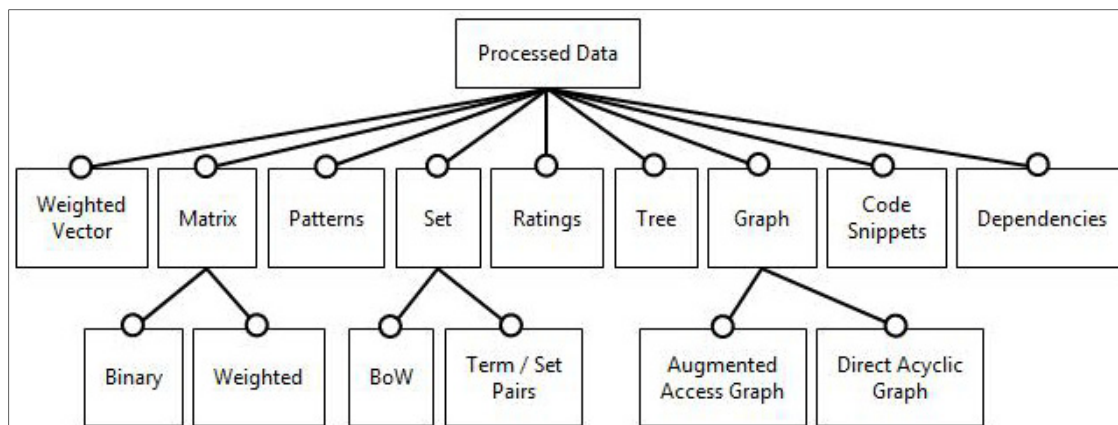 Processed Data
Weighted
Vector
Matrix
Patterns
Set
Ratings
Tree
Graph
Code
Snippets
Dependencies
Binary
Weighted
BoW
Term / Set
Pairs
Augmented
Access Graph
Direct Acyclic
Graph